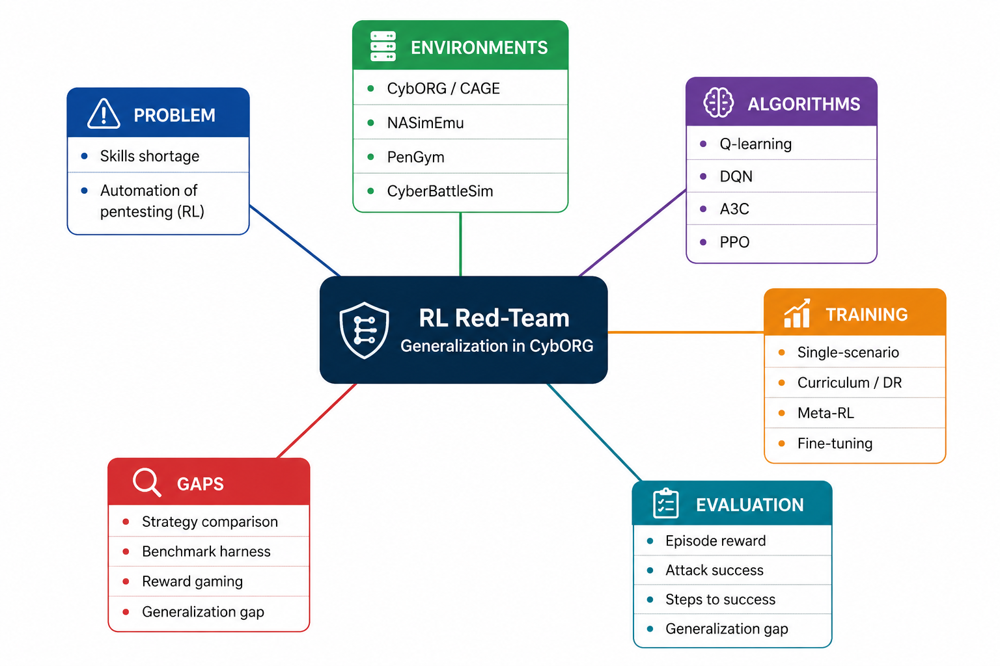 ENVIRONMENTS
CybORG / CAGE
NASimEmu
PenGym
CyberBattleSim
PROBLEM
Skills shortage
Automation of
pentesting (RL)
ALGORITHMS
Q-learning
DQN
A3C
PPO
RL Red-Team
Generalization in CybORG
TRAINING
Single-scenario
Curriculum / DR
Meta-RL
Fine-tuning
GAPS
Strategy comparison
Benchmark harness
Reward gaming
Generalization gap
EVALUATION
Episode reward
Attack success
Steps to success
Generalization gap